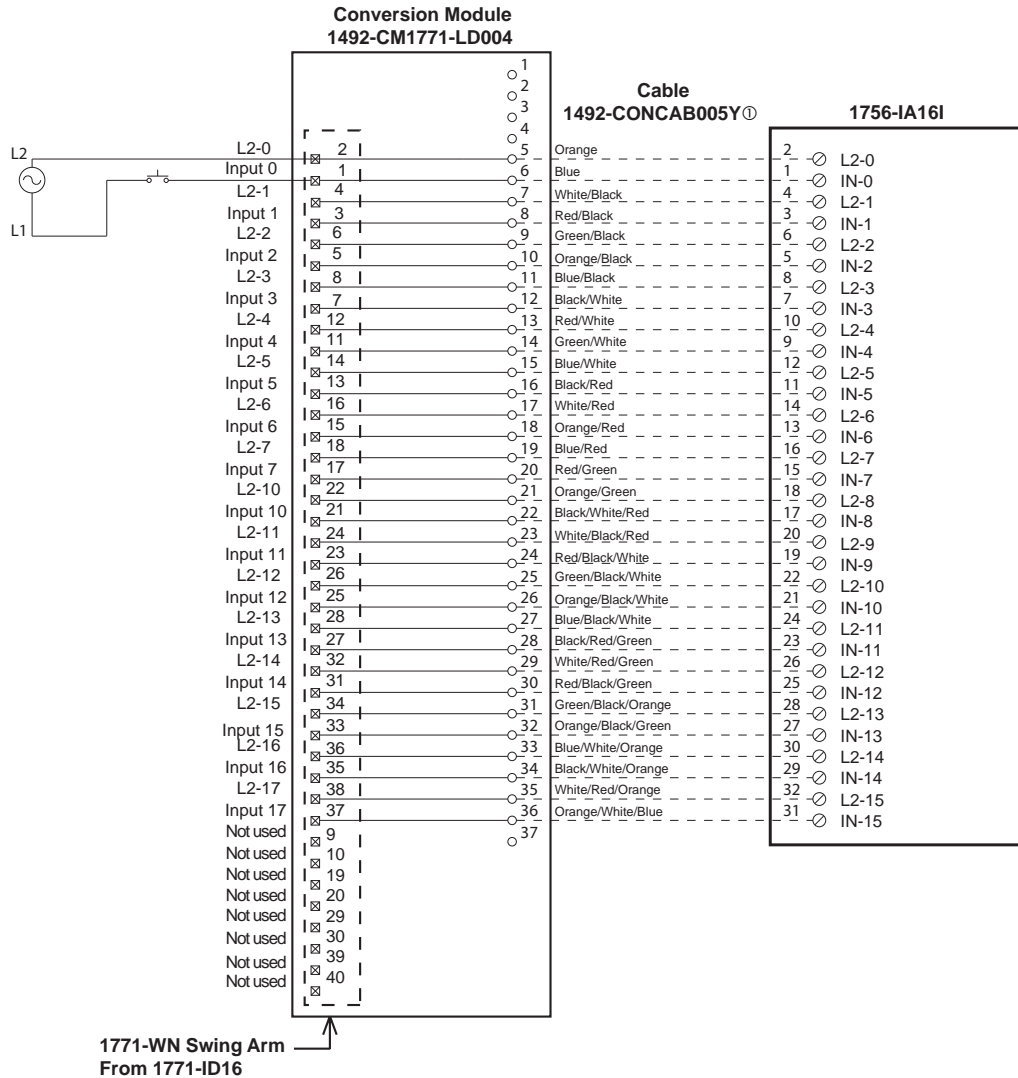 Conversion Module
1492-CM1771-LD004
Cable
1492-CONCAB005Y①
1756-IA16I
1
2
3
4
L2
L1
L2-0 2 5 Orange 2 L2-0
Input 0 1 6 Blue 1 IN-0
L2-1 4 7 White/Black 4 L2-1
Input 1 3 8 Red/Black 3 IN-1
L2-2 6 9 Green/Black 6 L2-2
Input 2 5 10 Orange/Black 5 IN-2
L2-3 8 11 Blue/Black 8 L2-3
Input 3 7 12 Black/White 7 IN-3
L2-4 12 13 Red/White 10 L2-4
Input 4 11 14 Green/White 9 IN-4
L2-5 14 15 Blue/White 12 L2-5
Input 5 13 16 Black/Red 11 IN-5
L2-6 16 17 White/Red 14 L2-6
Input 6 15 18 Orange/Red 13 IN-6
L2-7 18 19 Blue/Red 16 L2-7
Input 7 17 20 Red/Green 15 IN-7
L2-10 22 21 Orange/Green 18 L2-8
Input 10 21 22 Black/White/Red 17 IN-8
L2-11 24 23 White/Black/Red 20 L2-9
Input 11 23 24 Red/Black/White 19 IN-9
L2-12 26 25 Green/Black/White 22 L2-10
Input 12 25 26 Orange/Black/White 21 IN-10
L2-13 28 27 Blue/Black/White 24 L2-11
Input 13 27 28 Black/Red/Green 23 IN-11
L2-14 32 29 White/Red/Green 26 L2-12
Input 14 31 30 Red/Black/Green 25 IN-12
L2-15 34 31 Green/Black/Orange 28 L2-13
Input 15 33 32 Orange/Black/Green 27 IN-13
L2-16 36 33 Blue/White/Orange 30 L2-14
Input 16 35 34 Black/White/Orange 29 IN-14
L2-17 38 35 White/Red/Orange 32 L2-15
Input 17 37 36 Orange/White/Blue 31 IN-15
Not used 9 37
Not used 10
Not used 19
Not used 20
Not used 29
Not used 30
Not used 39
Not used 40
1771-WN Swing Arm
From 1771-ID16